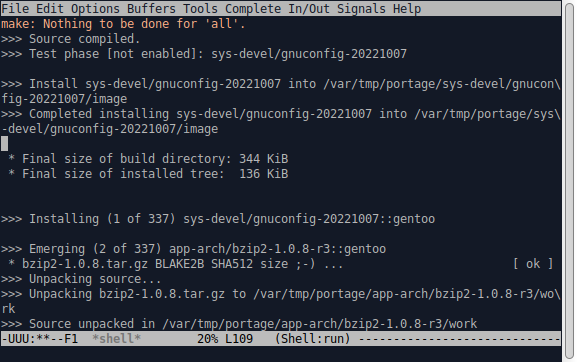 File Edit Options Buffers Tools Complete In/Out Signals Help
make: Nothing to be done for 'all'.
>>> Source compiled.
>>> Test phase [not enabled]: sys-devel/gnuconfig-20221007
>>> Install sys-devel/gnuconfig-20221007 into /var/tmp/portage/sys-devel/gnucon\
fig-20221007/image
>>> Completed installing sys-devel/gnuconfig-20221007 into /var/tmp/portage/sys\
-devel/gnuconfig-20221007/image
* Final size of build directory: 344 KiB
* Final size of installed tree:  136 KiB
>>> Installing (1 of 337) sys-devel/gnuconfig-20221007::gentoo
>>> Emerging (2 of 337) app-arch/bzip2-1.0.8-r3::gentoo
* bzip2-1.0.8.tar.gz BLAKE2B SHA512 size ;-) ... [ ok ]
>>> Unpacking source...
>>> Unpacking bzip2-1.0.8.tar.gz to /var/tmp/portage/app-arch/bzip2-1.0.8-r3/wo\
rk
>>> Source unpacked in /var/tmp/portage/app-arch/bzip2-1.0.8-r3/work
-UUU:**--F1  *shell*        20% L109   (Shell:run) -----------------------------